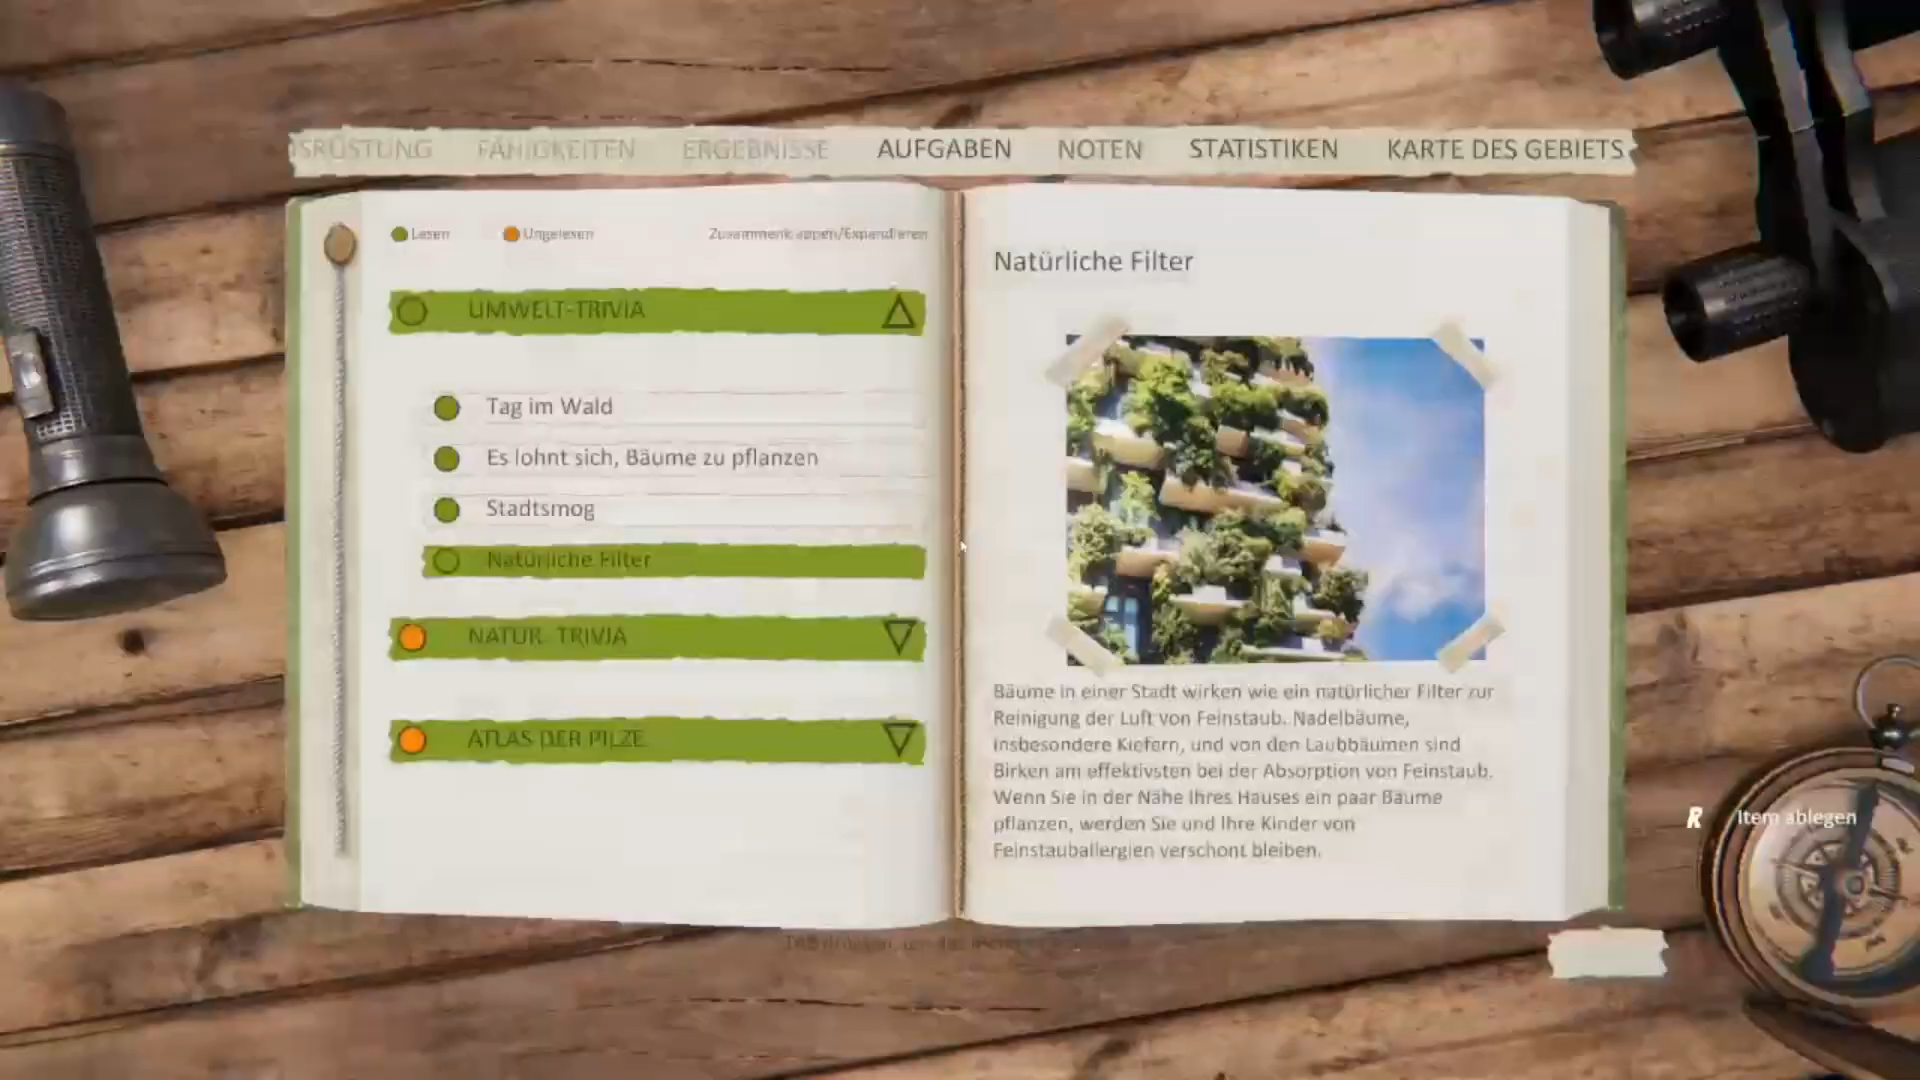 SRÜSTUNG FÄHIGKEITEN ERGEBNISSE AUFGABEN NOTEN STATISTIKEN KARTE DES GEBIETS
Lesen Ungelesen Zusammenklappen/Expandieren
UMWELT-TRIVIA
Tag im Wald
Es lohnt sich, Bäume zu pflanzen
Stadtsmog
Natürliche Filter
NATUR- TRIVIA
ATLAS DER PILZE
Natürliche Filter
Bäume in einer Stadt wirken wie ein natürlicher Filter zur
Reinigung der Luft von Feinstaub. Nadelbäume,
insbesondere Kiefern, und von den Laubbäumen sind
Birken am effektivsten bei der Absorption von Feinstaub.
Wenn Sie in der Nähe Ihres Hauses ein paar Bäume
pflanzen, werden Sie und Ihre Kinder von
Feinstauballergien verschont bleiben.
R Item ablegen